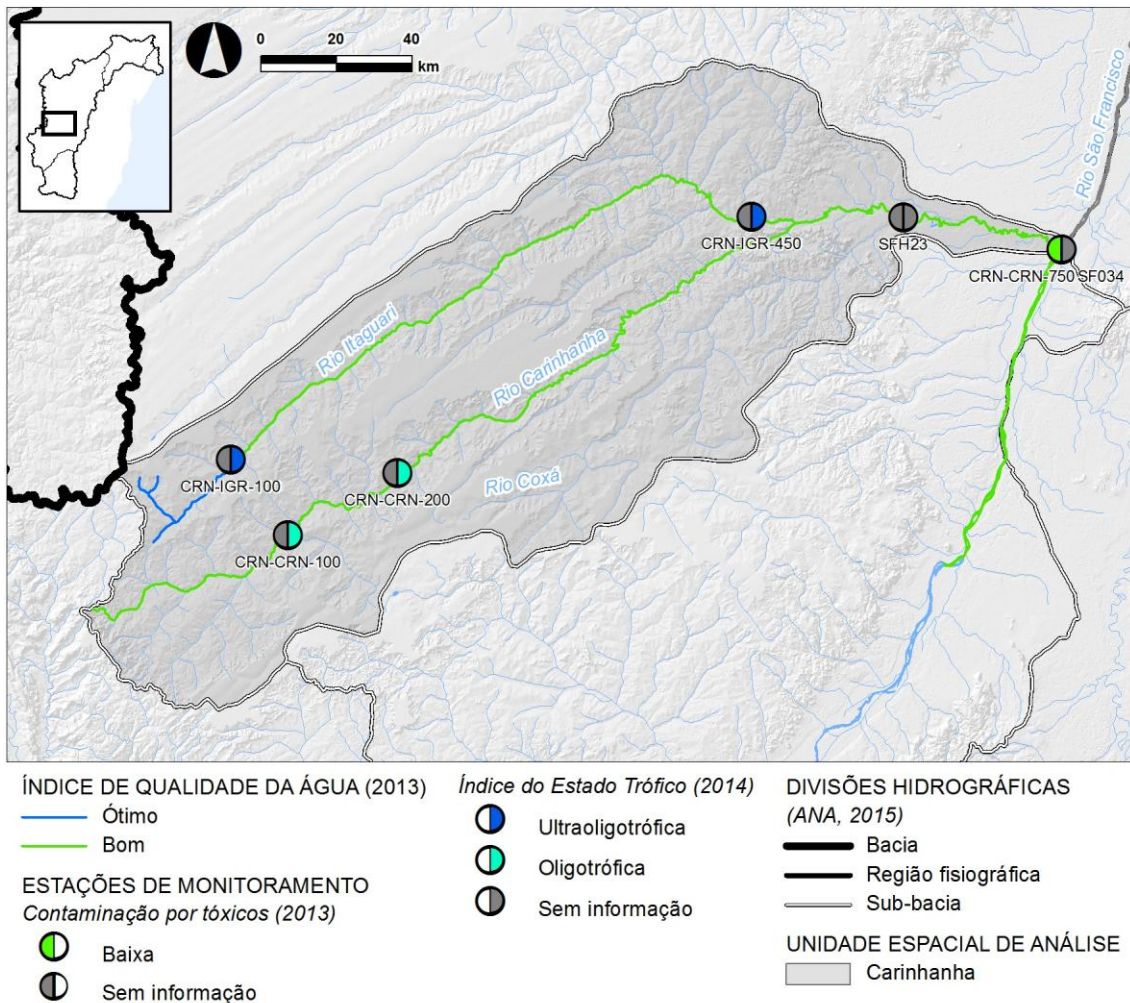 0 20 40
km
Rio São Francisco
CRN-IGR-450
SFH23
CRN-CRN-750 SF034
Rio Itaguari
Rio Carinhanha
CRN-IGR-100
CRN-CRN-200
Rio Coxá
CRN-CRN-100
ÍNDICE DE QUALIDADE DA ÁGUA (2013)
Ótimo
Bom
ESTAÇÕES DE MONITORAMENTO
Contaminação por tóxicos (2013)
Baixa
Sem informação
Índice do Estado Trófico (2014)
Ultraoligotrófica
Oligotrófica
Sem informação
DIVISÕES HIDROGRÁFICAS
(ANA, 2015)
Bacia
Região fisiográfica
Sub-bacia
UNIDADE ESPACIAL DE ANÁLISE
Carinhanha